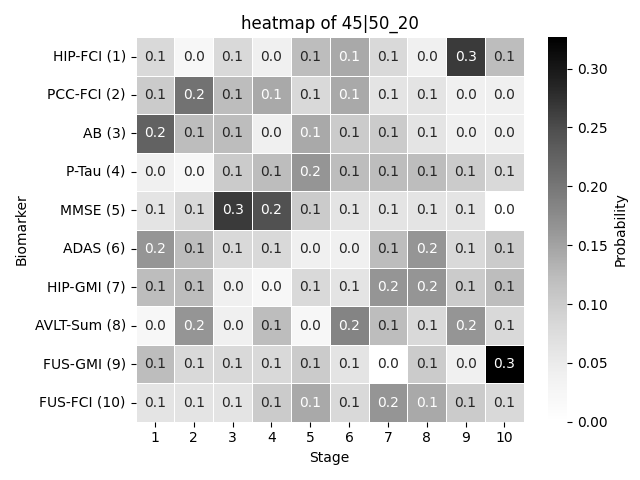 heatmap of 45|50_20
Biomarker
HIP-FCI (1) 0.1 0.0 0.1 0.0 0.1 0.1 0.1 0.0 0.3 0.1
PCC-FCI (2) 0.1 0.2 0.1 0.1 0.1 0.1 0.1 0.1 0.0 0.0
AB (3) 0.2 0.1 0.1 0.0 0.1 0.1 0.1 0.1 0.0 0.0
P-Tau (4) 0.0 0.0 0.1 0.1 0.2 0.1 0.1 0.1 0.1 0.1
MMSE (5) 0.1 0.1 0.3 0.2 0.1 0.1 0.1 0.1 0.1 0.0
ADAS (6) 0.2 0.1 0.1 0.1 0.0 0.0 0.1 0.2 0.1 0.1
HIP-GMI (7) 0.1 0.1 0.0 0.0 0.1 0.1 0.2 0.2 0.1 0.1
AVLT-Sum (8) 0.0 0.2 0.0 0.1 0.0 0.2 0.1 0.1 0.2 0.1
FUS-GMI (9) 0.1 0.1 0.1 0.1 0.1 0.1 0.0 0.1 0.0 0.3
FUS-FCI (10) 0.1 0.1 0.1 0.1 0.1 0.1 0.2 0.1 0.1 0.1
1 2 3 4 5 6 7 8 9 10
Stage
0.30
0.25
0.20
0.15
0.10
0.05
0.00
Probability